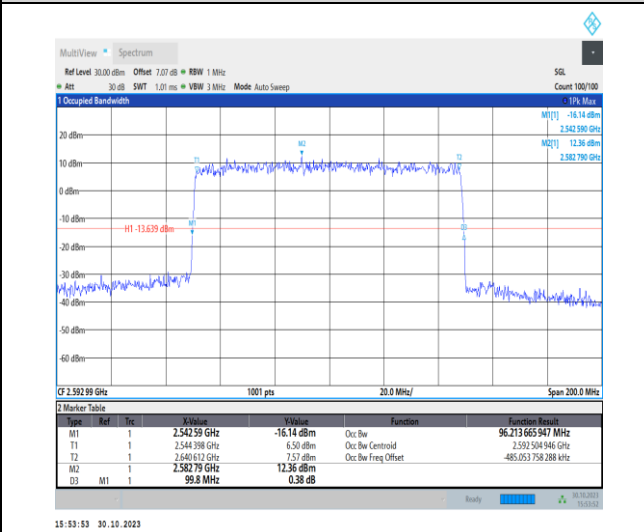 MultiView Spectrum
Ref Level 30.00 dBm Offset 7.07 dB RBW 1 MHz SGL
Att 30 dB SWT 1.01 ms VBW 3 MHz Mode Auto Sweep Count 100/100
1 Occupied Bandwidth 1Pk Max
M1[1] -16.14 dBm
2.542 590 GHz
M2[1] 12.36 dBm
2.582 790 GHz
20 dBm
M2
10 dBm
T1 T2
0 dBm
-10 dBm
M1 D3
H1 -13.639 dBm
-20 dBm
-30 dBm
-40 dBm
-50 dBm
-60 dBm
CF 2.592 99 GHz 1001 pts 20.0 MHz/ Span 200.0 MHz
2 Marker Table
Type Ref Trc X-Value Y-Value Function Function Result
M1 1 2.542 59 GHz -16.14 dBm Occ Bw 96.213 665 947 MHz
T1 1 2.544 398 GHz 6.50 dBm Occ Bw Centroid 2.592 504 946 GHz
T2 1 2.640 612 GHz 7.57 dBm Occ Bw Freq Offset -485.053 758 288 kHz
M2 1 2.582 79 GHz 12.36 dBm
D3 M1 1 99.8 MHz 0.38 dB
Ready 30.10.2023
15:53:52
15:53:53 30.10.2023